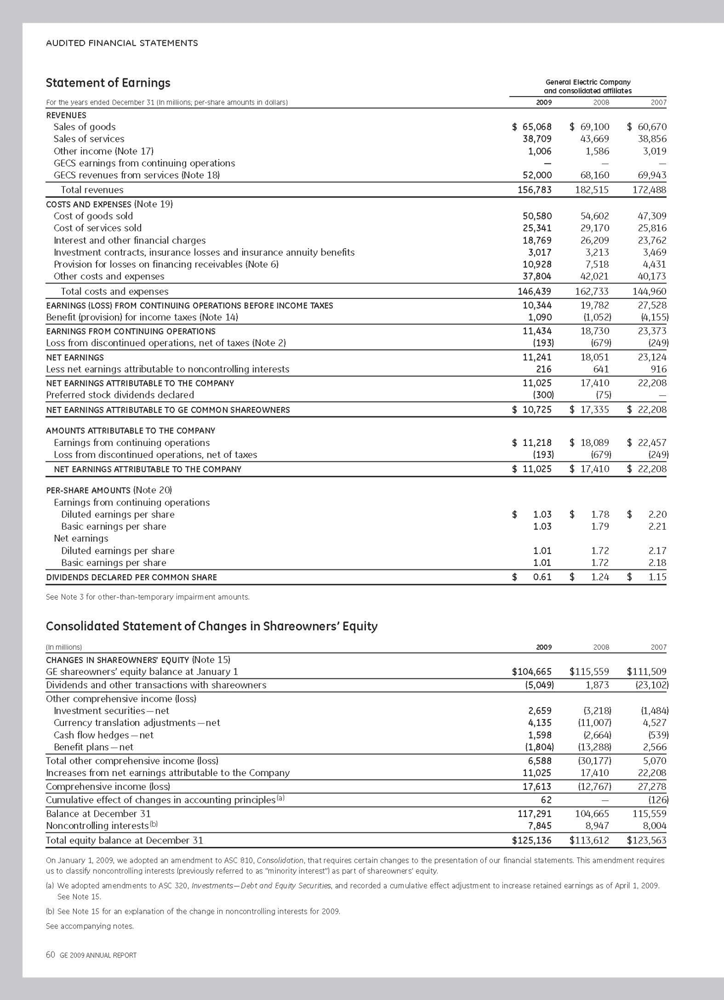 AUDITED FINANCIAL STATEMENTS
Statement of Earnings
General Electric Company
and consolidated affiliates
For the years ended December 31 (In millions; per-share amounts in dollars) 2009 2008 2007
REVENUES
Sales of goods $ 65,068 $ 69,100 $ 60,670
Sales of services 38,709 43,669 38,856
Other income (Note 17) 1,006 1,586 3,019
GECS earnings from continuing operations — — —
GECS revenues from services (Note 18) 52,000 68,160 69,943
Total revenues 156,783 182,515 172,488
COSTS AND EXPENSES (Note 19)
Cost of goods sold 50,580 54,602 47,309
Cost of services sold 25,341 29,170 25,816
Interest and other financial charges 18,769 26,209 23,762
Investment contracts, insurance losses and insurance annuity benefits 3,017 3,213 3,469
Provision for losses on financing receivables (Note 6) 10,928 7,518 4,431
Other costs and expenses 37,804 42,021 40,173
Total costs and expenses 146,439 162,733 144,960
EARNINGS (LOSS) FROM CONTINUING OPERATIONS BEFORE INCOME TAXES 10,344 19,782 27,528
Benefit (provision) for income taxes (Note 14) 1,090 (1,052) (4,155)
EARNINGS FROM CONTINUING OPERATIONS 11,434 18,730 23,373
Loss from discontinued operations, net of taxes (Note 2) (193) (679) (249)
NET EARNINGS 11,241 18,051 23,124
Less net earnings attributable to noncontrolling interests 216 641 916
NET EARNINGS ATTRIBUTABLE TO THE COMPANY 11,025 17,410 22,208
Preferred stock dividends declared (300) (75) —
NET EARNINGS ATTRIBUTABLE TO GE COMMON SHAREOWNERS $ 10,725 $ 17,335 $ 22,208
AMOUNTS ATTRIBUTABLE TO THE COMPANY
Earnings from continuing operations $ 11,218 $ 18,089 $ 22,457
Loss from discontinued operations, net of taxes (193) (679) (249)
NET EARNINGS ATTRIBUTABLE TO THE COMPANY $ 11,025 $ 17,410 $ 22,208
PER-SHARE AMOUNTS (Note 20)
Earnings from continuing operations
Diluted earnings per share $ 1.03 $ 1.78 $ 2.20
Basic earnings per share 1.03 1.79 2.21
Net earnings
Diluted earnings per share 1.01 1.72 2.17
Basic earnings per share 1.01 1.72 2.18
DIVIDENDS DECLARED PER COMMON SHARE $ 0.61 $ 1.24 $ 1.15
See Note 3 for other-than-temporary impairment amounts.
Consolidated Statement of Changes in Shareowners’ Equity
(In millions) 2009 2008 2007
CHANGES IN SHAREOWNERS’ EQUITY (Note 15)
GE shareowners’ equity balance at January 1 $104,665 $115,559 $111,509
Dividends and other transactions with shareowners (5,049) 1,873 (23,102)
Other comprehensive income (loss)
Investment securities—net 2,659 (3,218) (1,484)
Currency translation adjustments—net 4,135 (11,007) 4,527
Cash flow hedges—net 1,598 (2,664) (539)
Benefit plans—net (1,804) (13,288) 2,566
Total other comprehensive income (loss) 6,588 (30,177) 5,070
Increases from net earnings attributable to the Company 11,025 17,410 22,208
Comprehensive income (loss) 17,613 (12,767) 27,278
Cumulative effect of changes in accounting principles(a) 62 — (126)
Balance at December 31 117,291 104,665 115,559
Noncontrolling interests(b) 7,845 8,947 8,004
Total equity balance at December 31 $125,136 $113,612 $123,563
On January 1, 2009, we adopted an amendment to ASC 810, Consolidation, that requires certain changes to the presentation of our financial statements. This amendment requires
us to classify noncontrolling interests (previously referred to as “minority interest”) as part of shareowners’ equity.
(a) We adopted amendments to ASC 320, Investments—Debt and Equity Securities, and recorded a cumulative effect adjustment to increase retained earnings as of April 1, 2009.
See Note 15.
(b) See Note 15 for an explanation of the change in noncontrolling interests for 2009.
See accompanying notes.
60 GE 2009 ANNUAL REPORT